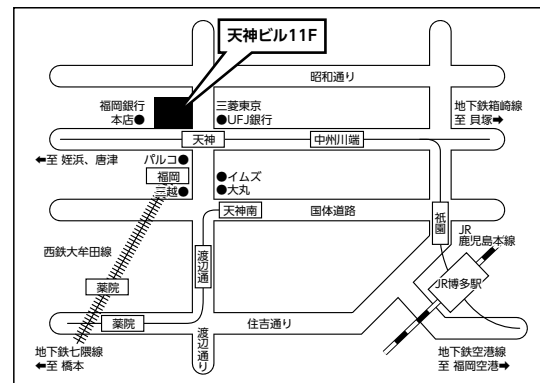 天神ビル11F
昭和通り
福岡銀行
本店●
三菱東京
●UFJ銀行
地下鉄箱崎線
至 貝塚➡
天神
中州川端
⬅至 姪浜、唐津
パルコ●
福岡
三越●
●イムズ
●大丸
天神南
国体道路
祇園
JR
鹿児島本線
西鉄大牟田線
渡辺通
JR博多駅
薬院
薬院
渡辺通り
住吉通り
地下鉄七隈線
⬅至 橋本
地下鉄空港線
至 福岡空港➡